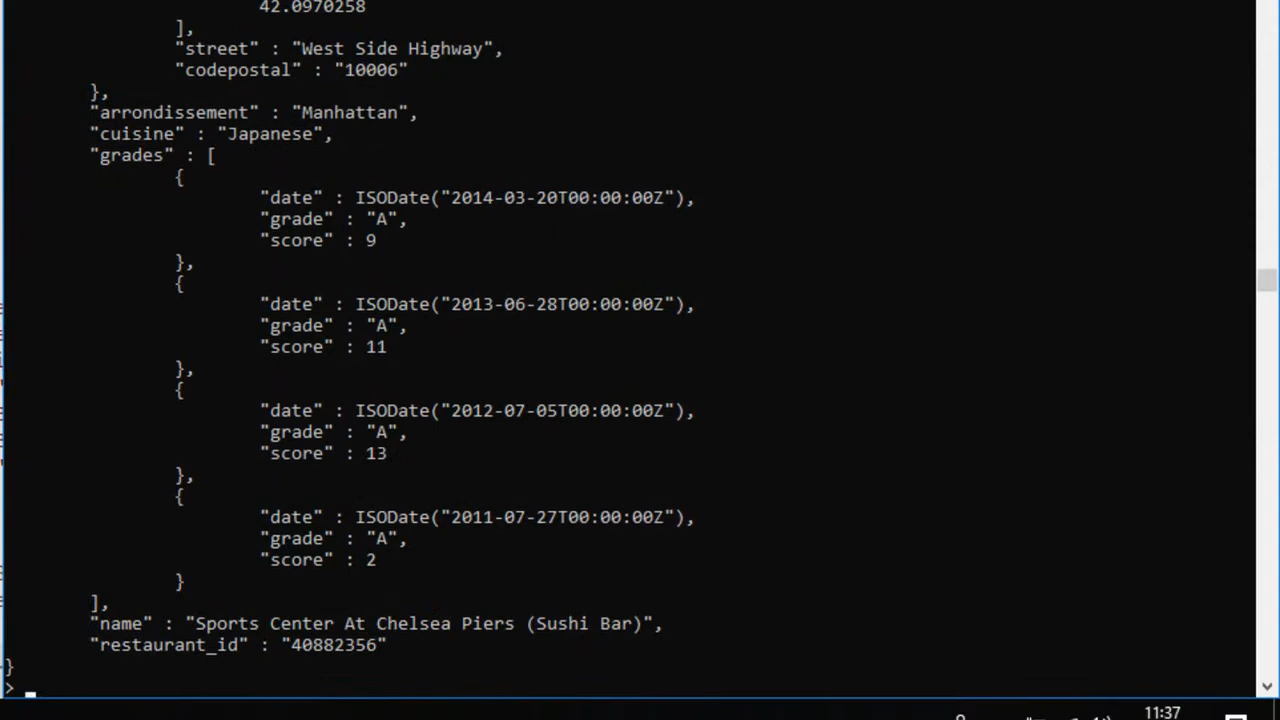 42.0970258
],
"street" : "West Side Highway",
"codepostal" : "10006"
},
"arrondissement" : "Manhattan",
"cuisine" : "Japanese",
"grades" : [
{
"date" : ISODate("2014-03-20T00:00:00Z"),
"grade" : "A",
"score" : 9
},
{
"date" : ISODate("2013-06-28T00:00:00Z"),
"grade" : "A",
"score" : 11
},
{
"date" : ISODate("2012-07-05T00:00:00Z"),
"grade" : "A",
"score" : 13
},
{
"date" : ISODate("2011-07-27T00:00:00Z"),
"grade" : "A",
"score" : 2
}
],
"name" : "Sports Center At Chelsea Piers (Sushi Bar)",
"restaurant_id" : "40882356"
}
>
11:37